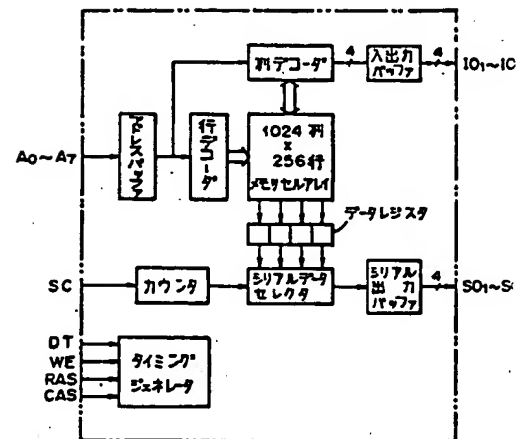 列デコーダ
4
入出力
バッファ
4
IO1~IO
A0~A7
アドレスバッファ
行デコーダ
1024 列
x
256行
メモリセルアレイ
データレジスタ
SC
カウンタ
シリアルデータ
セレクタ
シリアル
出力
バッファ
4
SO1~S
DT
WE
RAS
CAS
タイミング
ジェネレータ